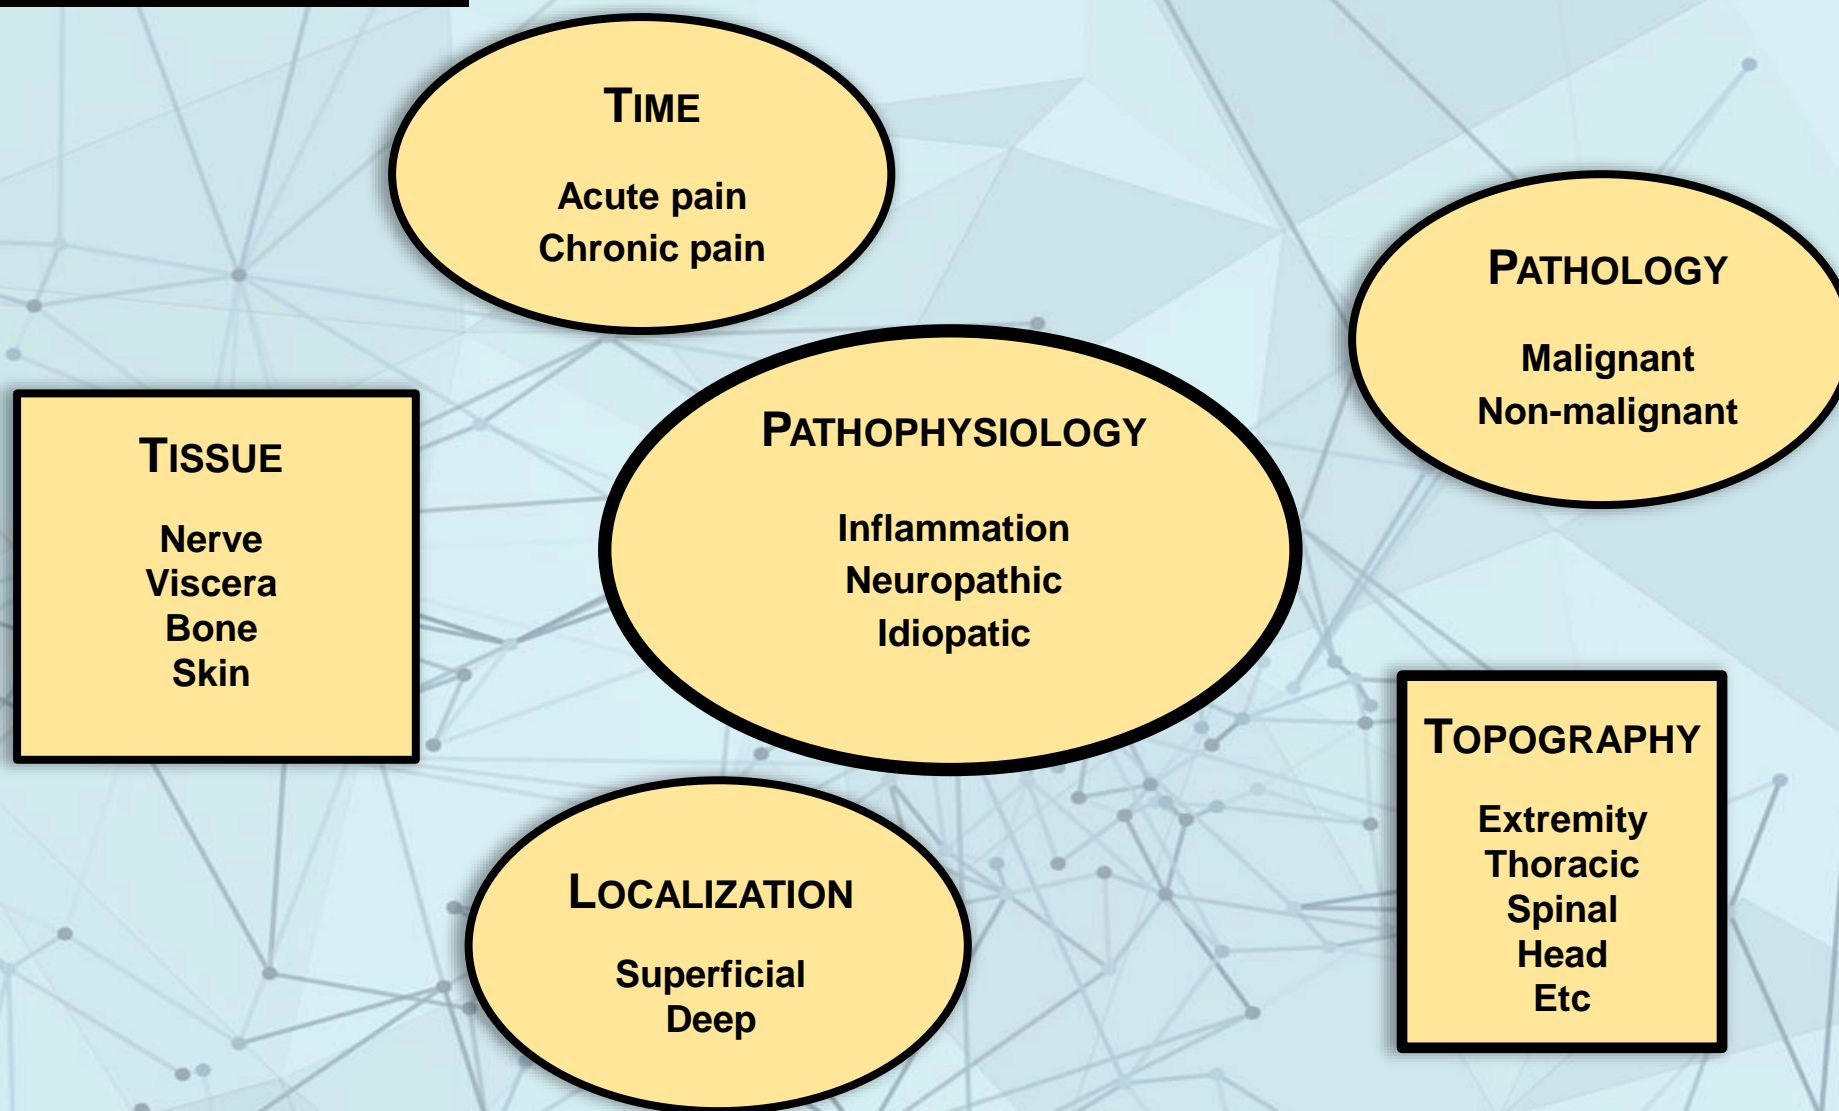 TIME
Acute pain
Chronic pain
PATHOLOGY
Malignant
Non-malignant
TISSUE
Nerve
Viscera
Bone
Skin
PATHOPHYSIOLOGY
Inflammation
Neuropathic
Idiopatic
TOPOGRAPHY
Extremity
Thoracic
Spinal
Head
Etc
LOCALIZATION
Superficial
Deep